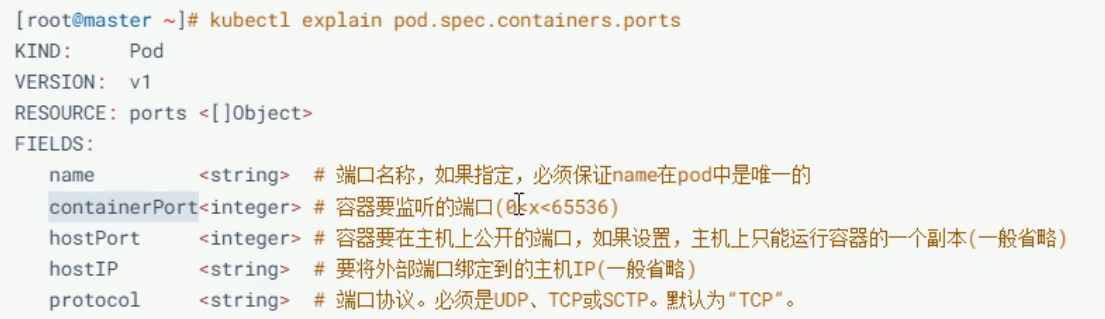 [root@master ~]# kubectl explain pod.spec.containers.ports
KIND:     Pod
VERSION:  v1
RESOURCE: ports <[]Object>
FIELDS:
   name         <string>  # 端口名称，如果指定，必须保证name在pod中是唯一的
   containerPort<integer> # 容器要监听的端口(0<x<65536)
   hostPort     <integer> # 容器要在主机上公开的端口，如果设置，主机上只能运行容器的一个副本(一般省略)
   hostIP       <string>  # 要将外部端口绑定到的主机IP(一般省略)
   protocol     <string>  # 端口协议。必须是UDP、TCP或SCTP。默认为“TCP”。